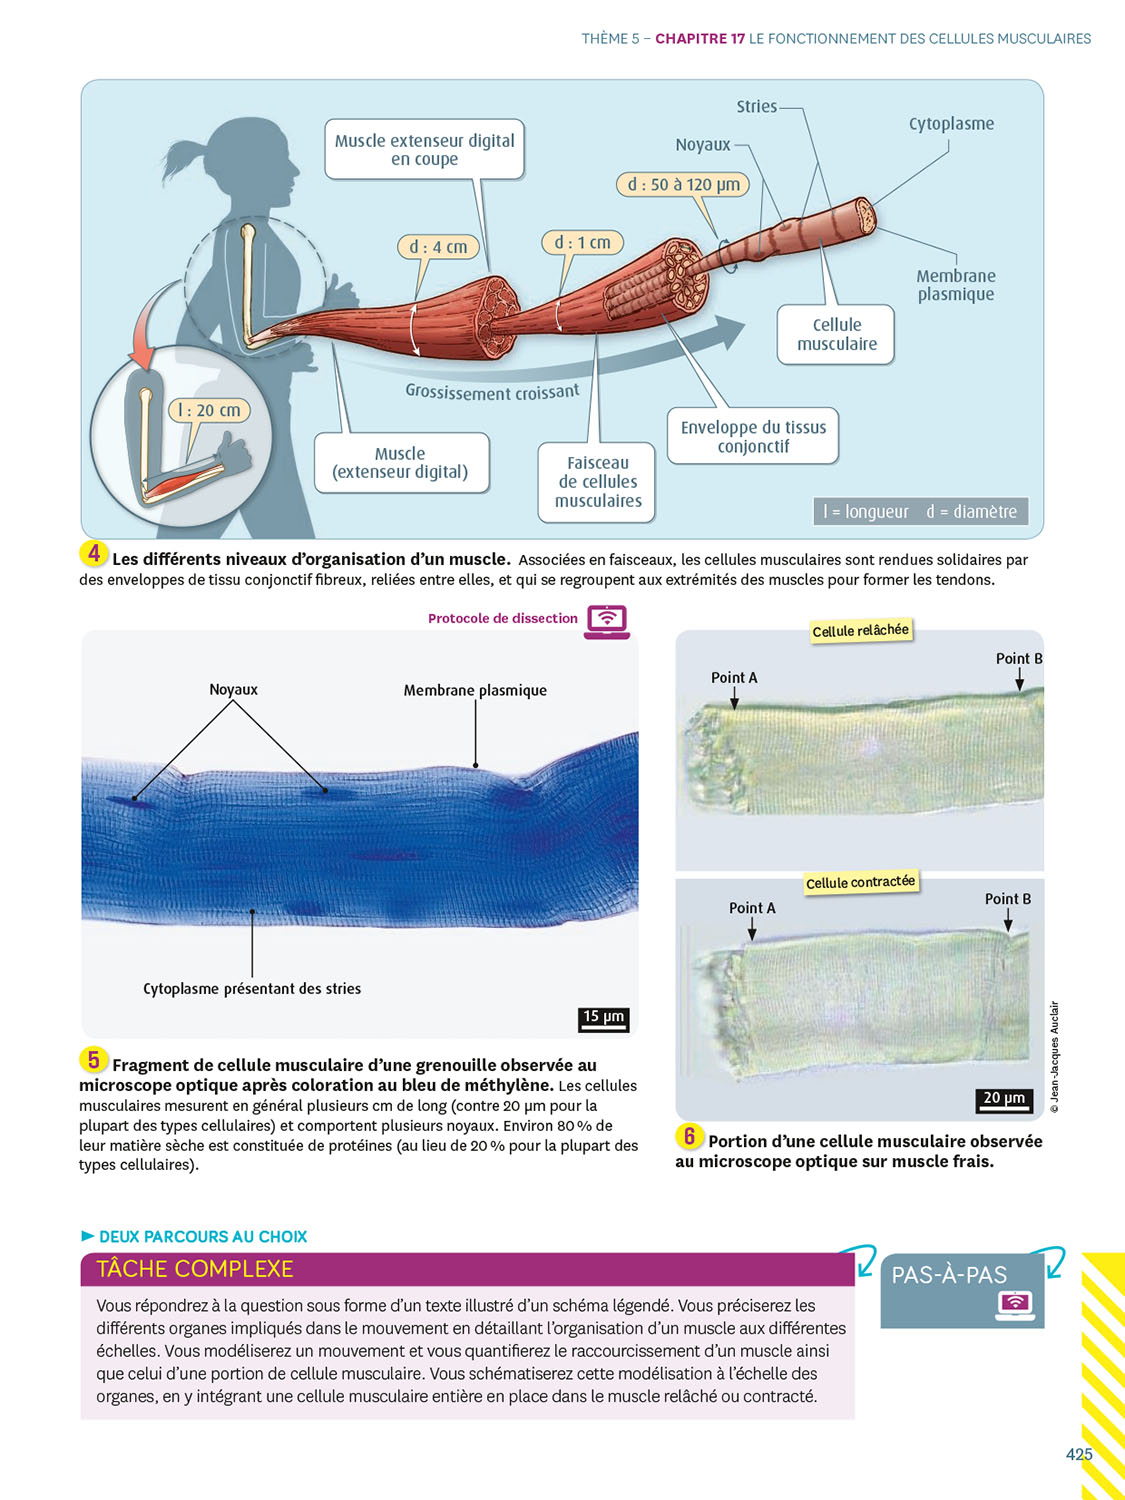 THÈME 5 – CHAPITRE 17 LE FONCTIONNEMENT DES CELLULES MUSCULAIRES
Stries
Cytoplasme
Muscle extenseur digital
en coupe
Noyaux
d : 50 à 120 µm
d : 4 cm
d : 1 cm
Membrane
plasmique
Cellule
musculaire
Grossissement croissant
l : 20 cm
Enveloppe du tissus
conjonctif
Muscle
(extenseur digital)
Faisceau
de cellules
musculaires
l = longueur d = diamètre
4 Les différents niveaux d’organisation d’un muscle. Associées en faisceaux, les cellules musculaires sont rendues solidaires par
des enveloppes de tissu conjonctif fibreux, reliées entre elles, et qui se regroupent aux extrémités des muscles pour former les tendons.
Protocole de dissection
Noyaux
Membrane plasmique
Cytoplasme présentant des stries
15 µm
5 Fragment de cellule musculaire d’une grenouille observée au
microscope optique après coloration au bleu de méthylène. Les cellules
musculaires mesurent en général plusieurs cm de long (contre 20 µm pour la
plupart des types cellulaires) et comportent plusieurs noyaux. Environ 80 % de
leur matière sèche est constituée de protéines (au lieu de 20 % pour la plupart des
types cellulaires).
Cellule relâchée
Point A
Point B
Cellule contractée
Point A
Point B
20 µm
© Jean-Jacques Auclair
6 Portion d’une cellule musculaire observée
au microscope optique sur muscle frais.
► DEUX PARCOURS AU CHOIX
TÂCHE COMPLEXE
Vous répondrez à la question sous forme d’un texte illustré d’un schéma légendé. Vous préciserez les
différents organes impliqués dans le mouvement en détaillant l’organisation d’un muscle aux différentes
échelles. Vous modéliserez un mouvement et vous quantifierez le raccourcissement d’un muscle ainsi
que celui d’une portion de cellule musculaire. Vous schématiserez cette modélisation à l’échelle des
organes, en y intégrant une cellule musculaire entière en place dans le muscle relâché ou contracté.
PAS-À-PAS
425